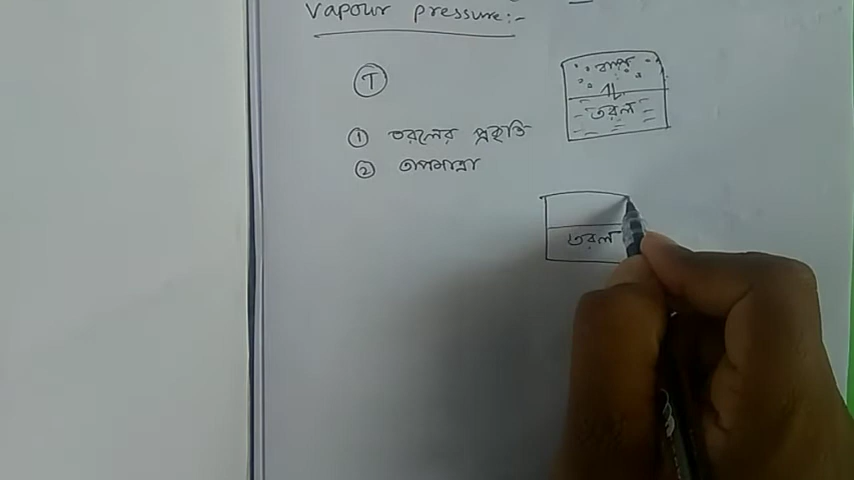 Vapour pressure:-
T
বাষ্প
তরল
① তরলের প্রকৃতি
② তাপমাত্রা
তরল